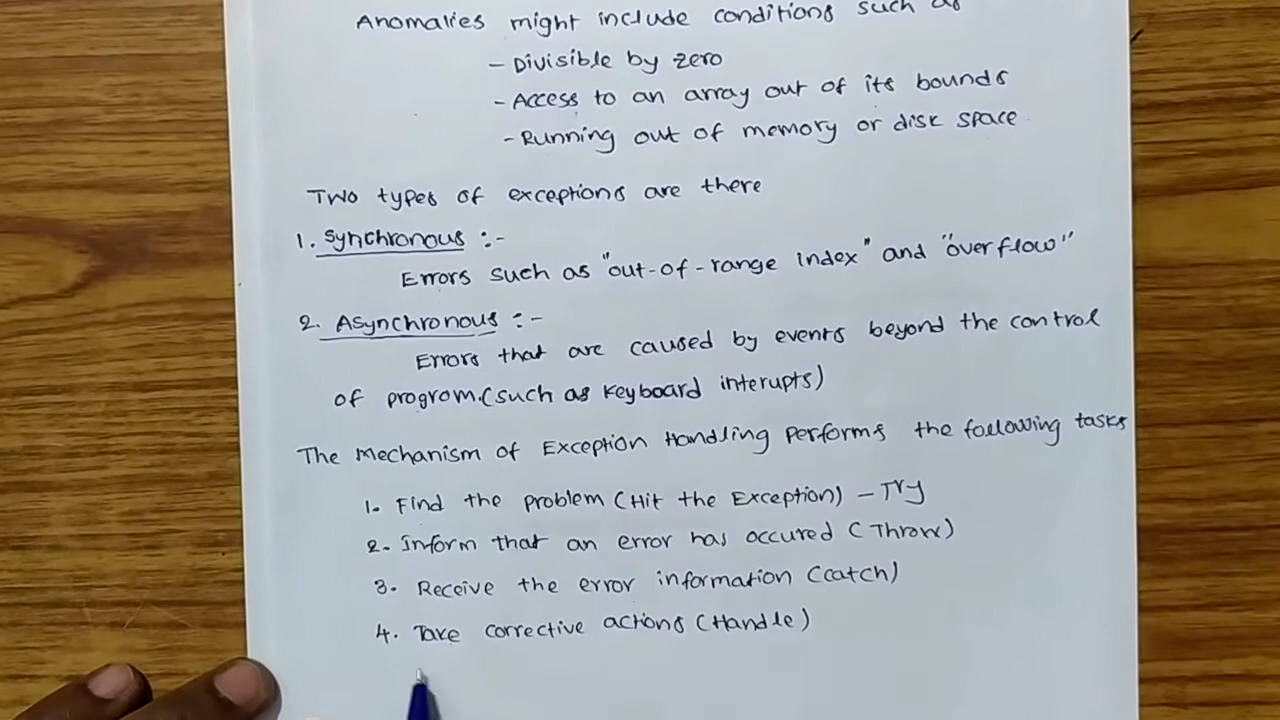 Anomalies might include conditions such as
- Divisible by zero
- Access to an array out of its bounds
- Running out of memory or disk space
Two types of exceptions are there
1. Synchronous :-
Errors such as "out-of-range index" and "over flow"
2. Asynchronous :-
Errors that are caused by events beyond the control
of program.(such as keyboard interupts)
The Mechanism of Exception Handling performs the following tasks
1. Find the problem (Hit the Exception) - Try
2. Inform that an error has occured (Throw)
3. Receive the error information (catch)
4. Take corrective actions (Handle)